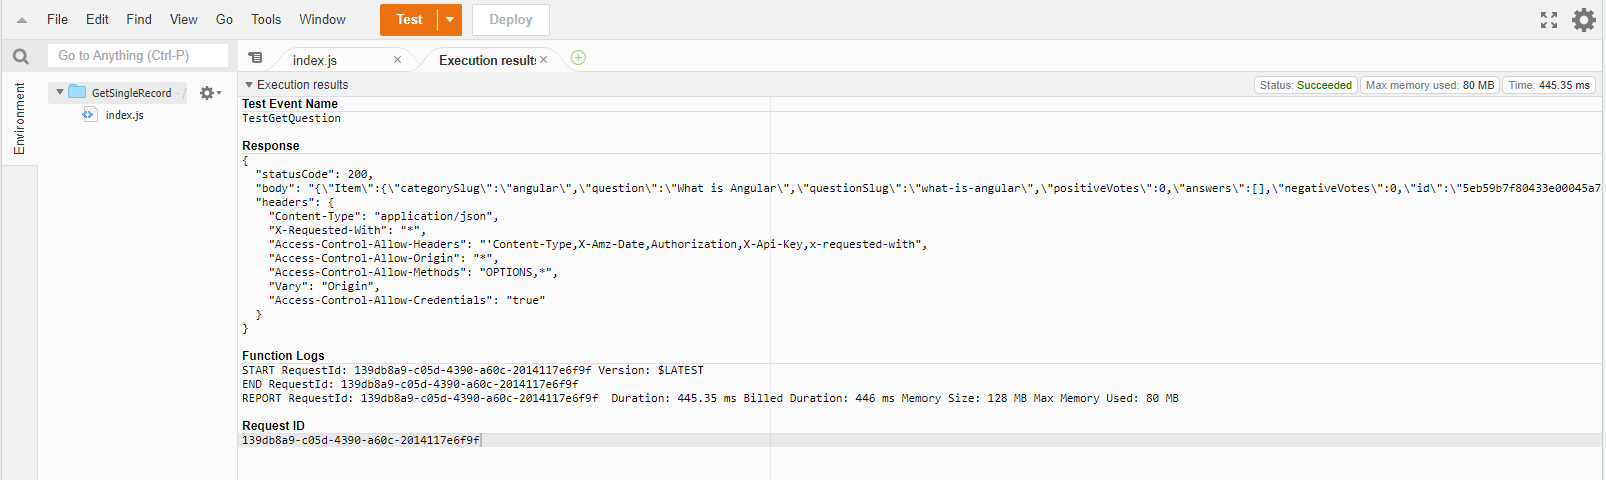 File Edit Find View Go Tools Window Test Deploy
Go to Anything (Ctrl-P) index.js Execution results
Environment
Execution results Status: Succeeded Max memory used: 80 MB Time: 445.35 ms
GetSingleRecord - /
index.js
Test Event Name
TestGetQuestion
Response
{
"statusCode": 200,
"body": "{\"Item\":{\"categorySlug\":\"angular\",\"question\":\"What is Angular\",\"questionSlug\":\"what-is-angular\",\"positiveVotes\":0,\"answers\":[],\"negativeVotes\":0,\"id\":\"5eb59b7f80433e00045a7
"headers": {
"Content-Type": "application/json",
"X-Requested-With": "*",
"Access-Control-Allow-Headers": "'Content-Type,X-Amz-Date,Authorization,X-Api-Key,x-requested-with",
"Access-Control-Allow-Origin": "*",
"Access-Control-Allow-Methods": "OPTIONS,*",
"Vary": "Origin",
"Access-Control-Allow-Credentials": "true"
}
}
Function Logs
START RequestId: 139db8a9-c05d-4390-a60c-2014117e6f9f Version: $LATEST
END RequestId: 139db8a9-c05d-4390-a60c-2014117e6f9f
REPORT RequestId: 139db8a9-c05d-4390-a60c-2014117e6f9f Duration: 445.35 ms Billed Duration: 446 ms Memory Size: 128 MB Max Memory Used: 80 MB
Request ID
139db8a9-c05d-4390-a60c-2014117e6f9f